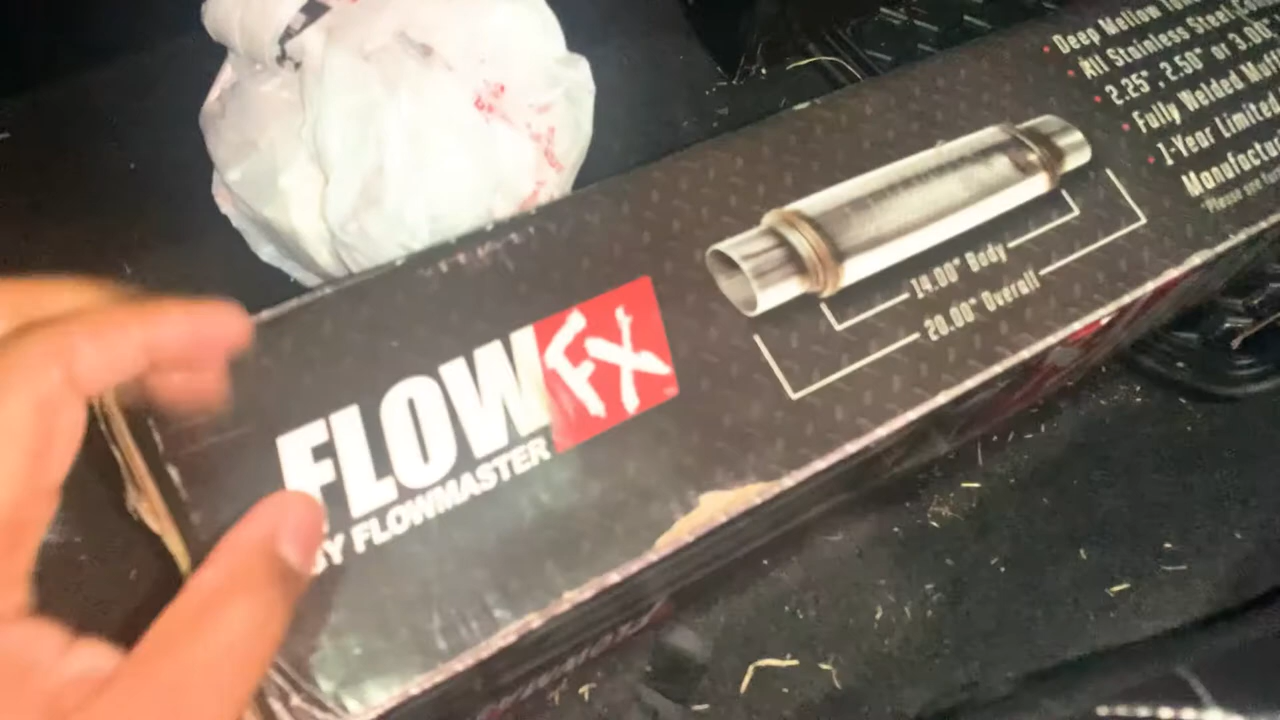 FLOWFX
BY FLOWMASTER
14.00" Body
20.00" Overall
• Deep Mellow
• All Stainless Steel
• 2.25", 2.50" or 3.00"
• Fully Welded
• 1-Year Limited